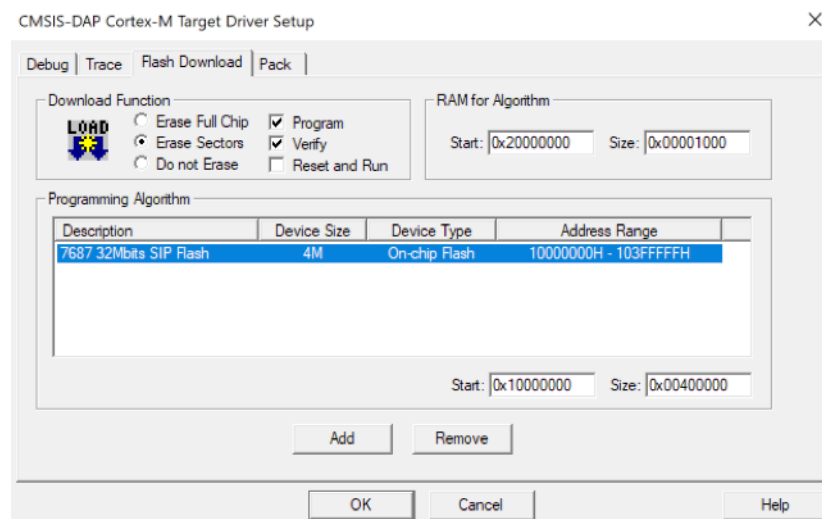 CMSIS-DAP Cortex-M Target Driver Setup
Debug Trace Flash Download Pack
Download Function
LOAD
Erase Full Chip
Erase Sectors
Do not Erase
Program
Verify
Reset and Run
RAM for Algorithm
Start: 0x20000000 Size: 0x00001000
Programming Algorithm
Description Device Size Device Type Address Range
7687 32Mbits SIP Flash 4M On-chip Flash 10000000H - 103FFFFFH
Start: 0x10000000 Size: 0x00400000
Add Remove
OK Cancel Help